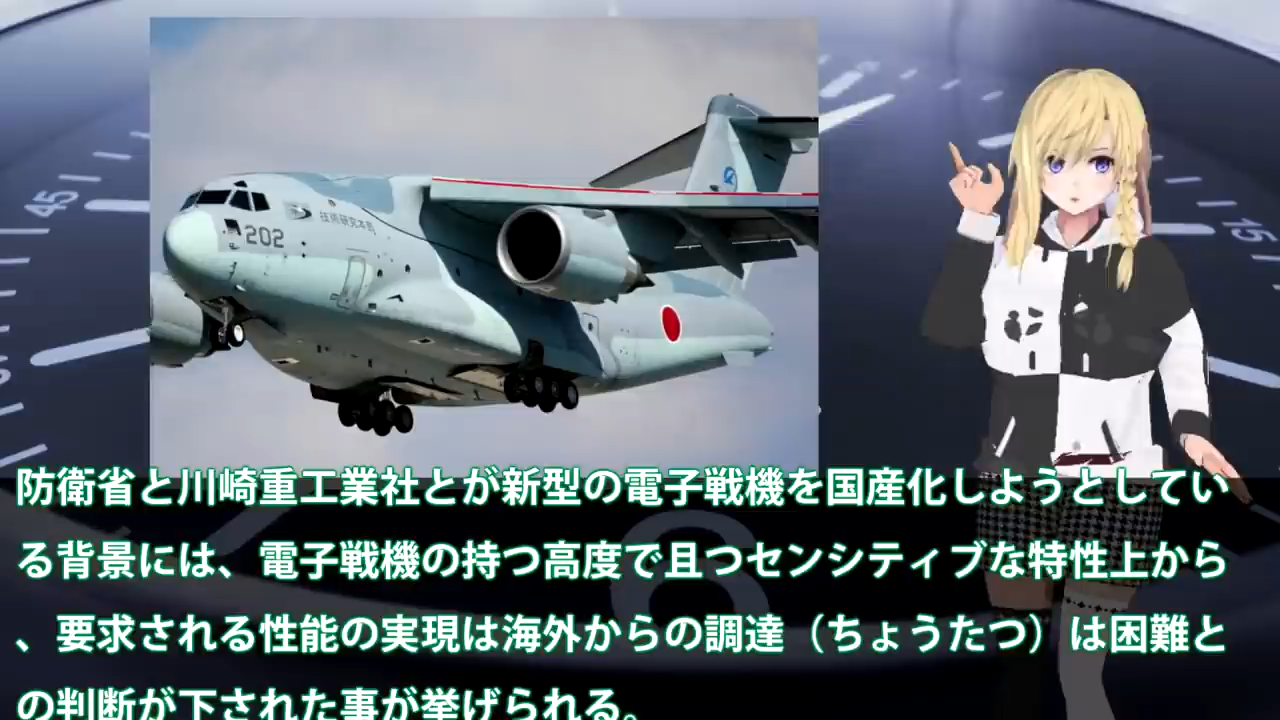 45
15
技術研究本部
202
防衛省と川崎重工業社とが新型の電子戦機を国産化しようとしてい
る背景には、電子戦機の持つ高度で且つセンシティブな特性上から
、要求される性能の実現は海外からの調達（ちょうたつ）は困難と
の判断が下された事が挙げられる。